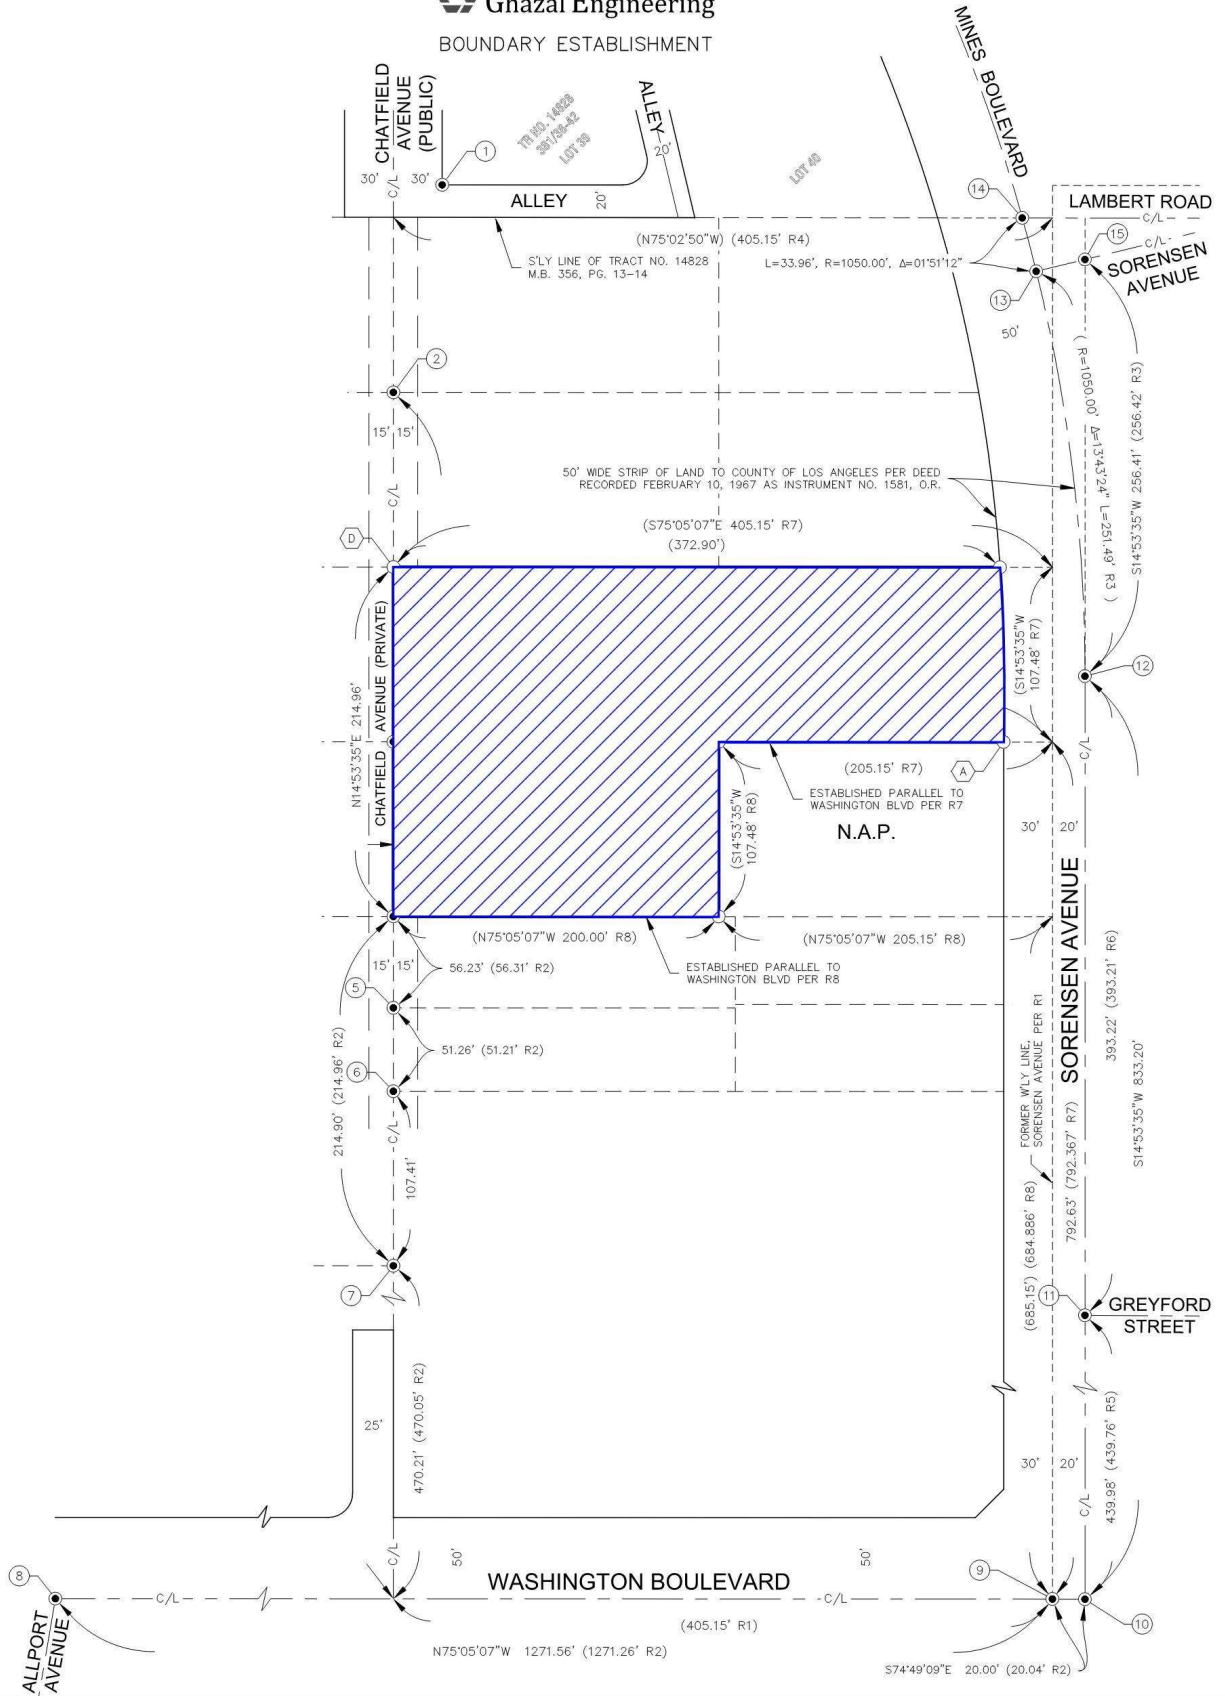 Ghazal Engineering
BOUNDARY ESTABLISHMENT
MINES BOULEVARD
CHATFIELD
AVENUE
(PUBLIC)
TR NO. 14828
391/38-42
LOT 39
ALLEY
20'
LOT 40
1
30'
30'
C/L
ALLEY
20'
14
LAMBERT ROAD
C/L
(N75°02'50"W) (405.15' R4)
S'LY LINE OF TRACT NO. 14828
M.B. 356, PG. 13-14
L=33.96', R=1050.00', Δ=01°51'12"
15
C/L
SORENSEN
AVENUE
13
50'
2
15'
15'
C/L
( R=1050.00' Δ=13°43'24" L=251.49' R3 )
S14°53'35"W 256.41' (256.42' R3)
50' WIDE STRIP OF LAND TO COUNTY OF LOS ANGELES PER DEED
RECORDED FEBRUARY 10, 1967 AS INSTRUMENT NO. 1581, O.R.
(S75°05'07"E 405.15' R7)
(372.90')
D
N14°53'35"E 214.96'
CHATFIELD AVENUE (PRIVATE)
(S14°53'35"W
107.48' R7)
12
C/L
(205.15' R7)
A
ESTABLISHED PARALLEL TO
WASHINGTON BLVD PER R7
N.A.P.
(S14°53'35"W
107.48' R8)
30'
20'
SORENSEN AVENUE
(N75°05'07"W 200.00' R8)
(N75°05'07"W 205.15' R8)
ESTABLISHED PARALLEL TO
WASHINGTON BLVD PER R8
15'
15'
56.23' (56.31' R2)
5
51.26' (51.21' R2)
6
214.90' (214.96' R2)
C/L
107.41'
7
FORMER W'LY LINE,
SORENSEN AVENUE PER R1
393.22' (393.21' R6)
S14°53'35"W 833.20'
792.63' (792.367' R7)
(685.15') (684.886' R8)
11
GREYFORD
STREET
25'
470.21' (470.05' R2)
30'
20'
C/L
439.98' (439.76' R5)
C/L
50'
50'
8
C/L
WASHINGTON BOULEVARD
C/L
9
10
ALLPORT
AVENUE
(405.15' R1)
N75°05'07"W 1271.56' (1271.26' R2)
S74°49'09"E 20.00' (20.04' R2)